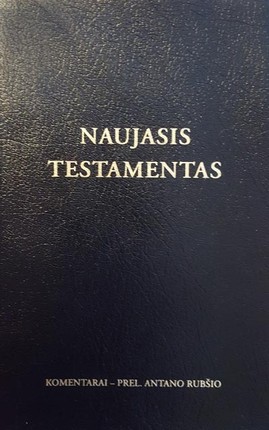 NAUJASIS
TESTAMENTAS
KOMENTARAI – PREL. ANTANO RUBŠIO